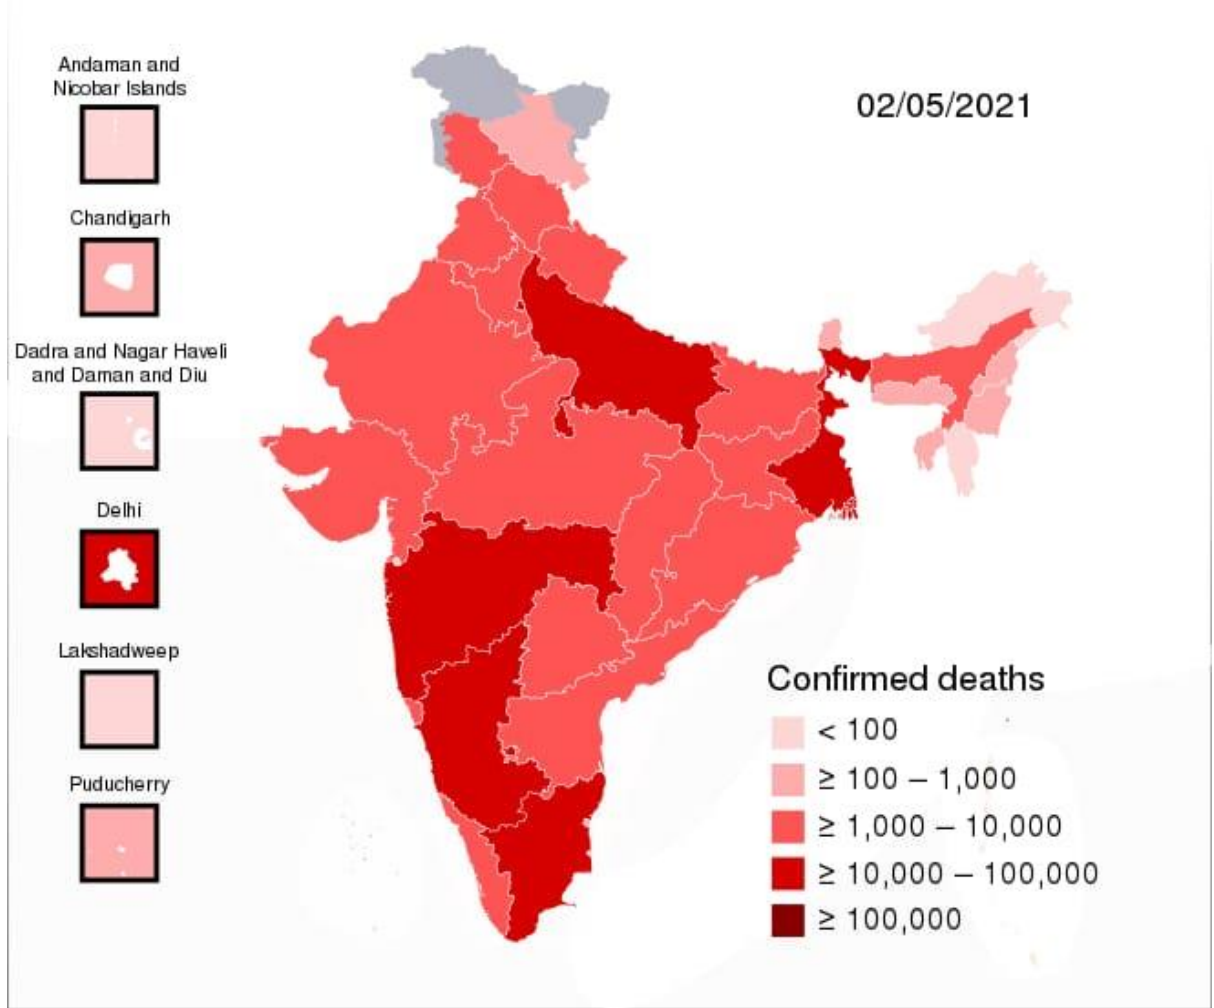 Andaman and
Nicobar Islands
02/05/2021
Chandigarh
Dadra and Nagar Haveli
and Daman and Diu
Delhi
Lakshadweep
Puducherry
Confirmed deaths
< 100
≥ 100 – 1,000
≥ 1,000 – 10,000
≥ 10,000 – 100,000
≥ 100,000